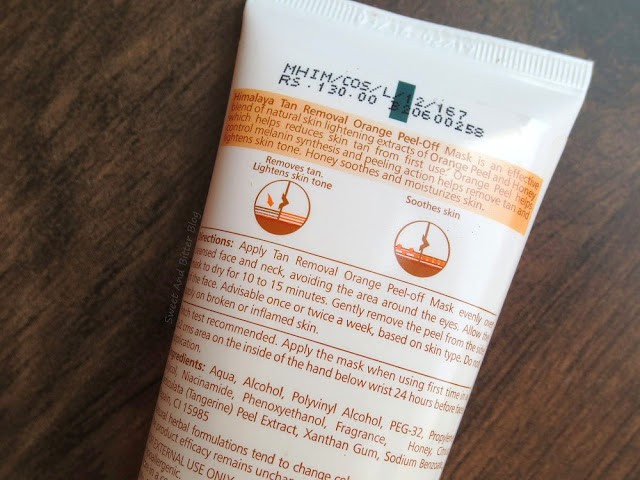 MHIM/COS/L/12/167
RS.130.00 B20600258
Himalaya Tan Removal Orange Peel-Off Mask is an effective
blend of natural skin lightening extracts of Orange Peel and Honey
which helps reduce skin tan from first use. Orange Peel helps
control melanin synthesis and peeling action helps remove tan and
lightens skin tone. Honey soothes and moisturizes skin.
Removes tan.
Lightens skin tone
Soothes skin
Directions: Apply Tan Removal Orange Peel-off Mask evenly over
face and neck, avoiding the area around the eyes. Allow the
to dry for 10 to 15 minutes. Gently remove the peel from the
the face. Advisable once or twice a week, based on skin type. Do
on broken or inflamed skin.
test recommended. Apply the mask when using first time in
area on the inside of the hand below wrist 24 hours before
Ingredients: Aqua, Alcohol, Polyvinyl Alcohol, PEG-32,
Niacinamide, Phenoxyethanol, Fragrance, Honey,
(Tangerine) Peel Extract, Xanthan Gum, Sodium
CI 15985
herbal formulations tend to change
product efficacy remains
EXTERNAL USE ONLY
Sweet And Bitter Blog